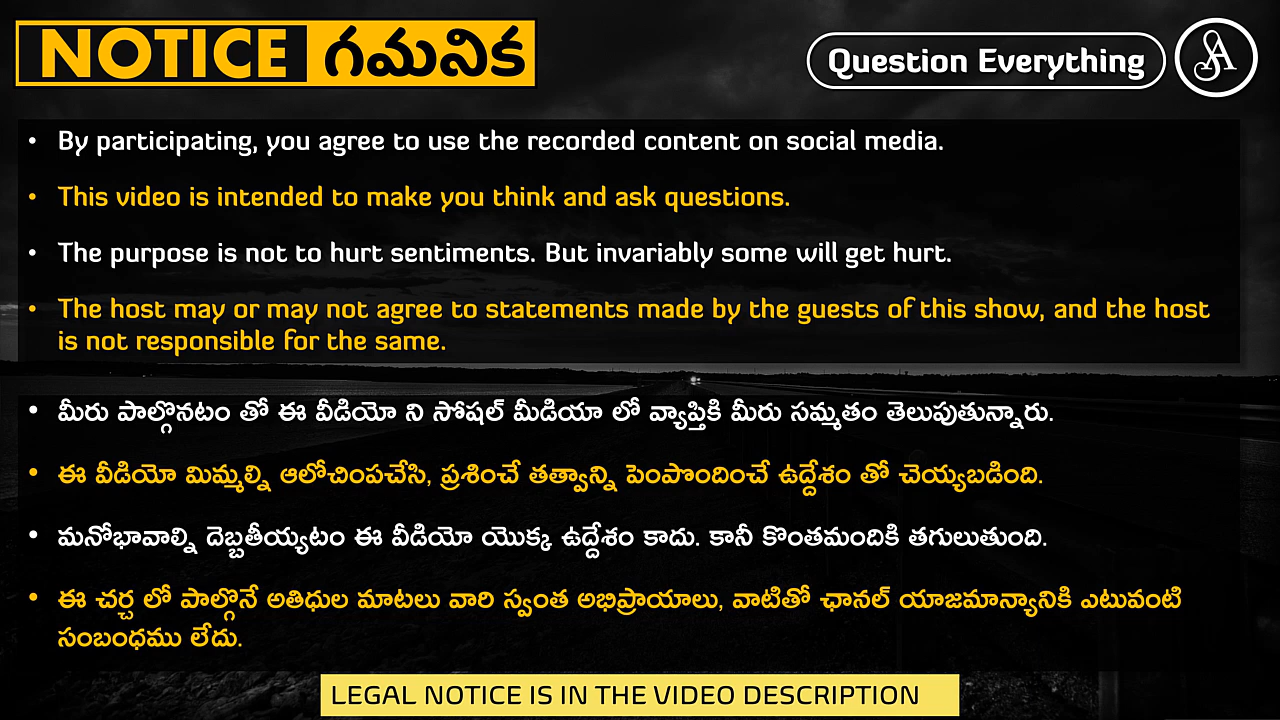 NOTICE గమనిక
Question Everything
SA
• By participating, you agree to use the recorded content on social media.
• This video is intended to make you think and ask questions.
• The purpose is not to hurt sentiments. But invariably some will get hurt.
• The host may or may not agree to statements made by the guests of this show, and the host
is not responsible for the same.
• మీరు పాల్గొనటం తో ఈ వీడియో ని సోషల్ మీడియా లో వ్యాప్తికి మీరు సమ్మతం తెలుపుతున్నారు.
• ఈ వీడియో మిమ్మల్ని ఆలోచింపచేసి, ప్రశించే తత్వాన్ని పెంపొందించే ఉద్దేశం తో చెయ్యబడింది.
• మనోభావాల్ని దెబ్బతీయ్యటం ఈ వీడియో యొక్క ఉద్దేశం కాదు. కానీ కొంతమందికి తగులుతుంది.
• ఈ చర్చ లో పాల్గొనే అతిధుల మాటలు వారి స్వంత అభిప్రాయాలు, వాటితో ఛానల్ యాజమాన్యానికి ఎటువంటి
సంబంధము లేదు.
LEGAL NOTICE IS IN THE VIDEO DESCRIPTION